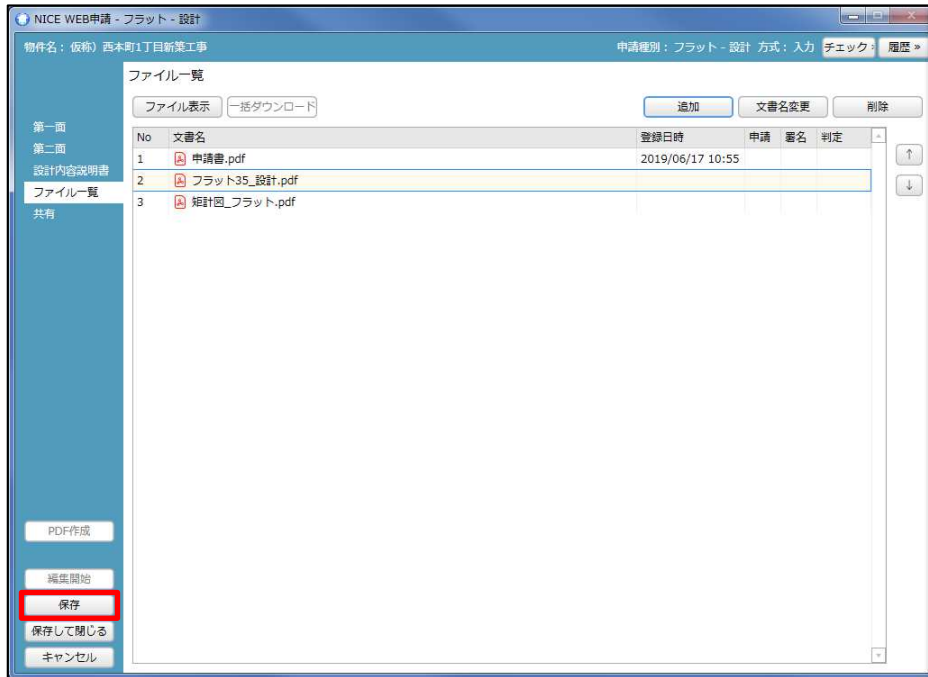 NICE WEB申請 - フラット - 設計
物件名：仮称）西本町1丁目新築工事
申請種別：フラット - 設計 方式：入力
チェック»
履歴 »
第一面
第二面
設計内容説明書
ファイル一覧
共有
ファイル一覧
ファイル表示
一括ダウンロード
追加
文書名変更
削除
No 文書名 登録日時 申請 署名 判定
1 申請書.pdf 2019/06/17 10:55
2 フラット35_設計.pdf
3 矩計図_フラット.pdf
↑
↓
PDF作成
編集開始
保存
保存して閉じる
キャンセル